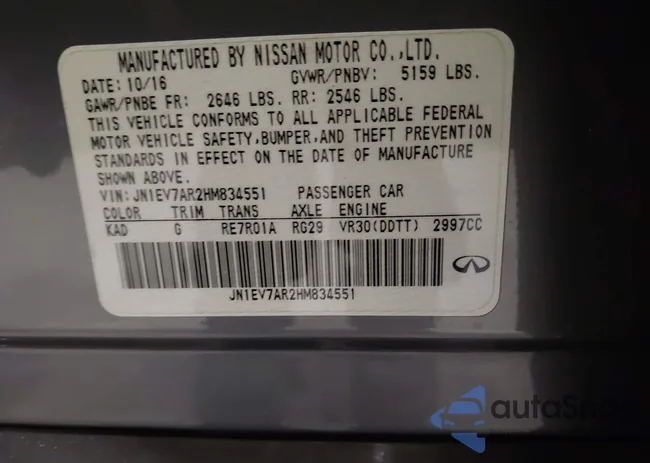 MANUFACTURED BY NISSAN MOTOR CO.,LTD.
DATE: 10/16 GVWR/PNBV: 5159 LBS.
GAWR/PNBE FR: 2646 LBS. RR: 2546 LBS.
THIS VEHICLE CONFORMS TO ALL APPLICABLE FEDERAL
MOTOR VEHICLE SAFETY,BUMPER,AND THEFT PREVENTION
STANDARDS IN EFFECT ON THE DATE OF MANUFACTURE
SHOWN ABOVE.
VIN: JN1EV7AR2HM834551 PASSENGER CAR
COLOR TRIM TRANS AXLE ENGINE
KAD G RE7R01A RG29 VR30(DDTT) 2997CC
JN1EV7AR2HM834551